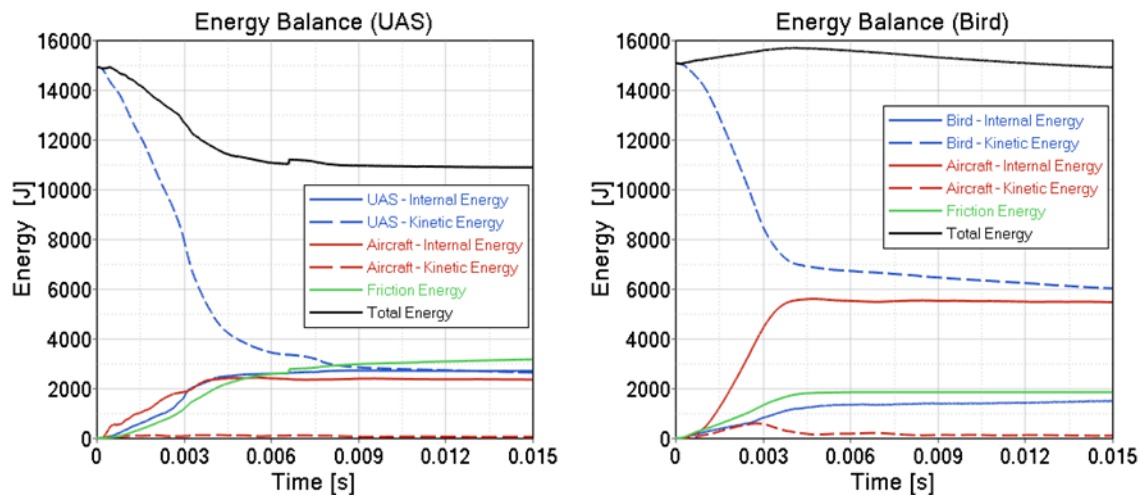 Energy Balance (UAS)
16000
14000
12000
10000
8000
6000
4000
2000
0
Energy [J]
UAS - Internal Energy
UAS - Kinetic Energy
Aircraft - Internal Energy
Aircraft - Kinetic Energy
Friction Energy
Total Energy
0 0.003 0.006 0.009 0.012 0.015
Time [s]
Energy Balance (Bird)
16000
14000
12000
10000
8000
6000
4000
2000
0
Energy [J]
Bird - Internal Energy
Bird - Kinetic Energy
Aircraft - Internal Energy
Aircraft - Kinetic Energy
Friction Energy
Total Energy
0 0.003 0.006 0.009 0.012 0.015
Time [s]